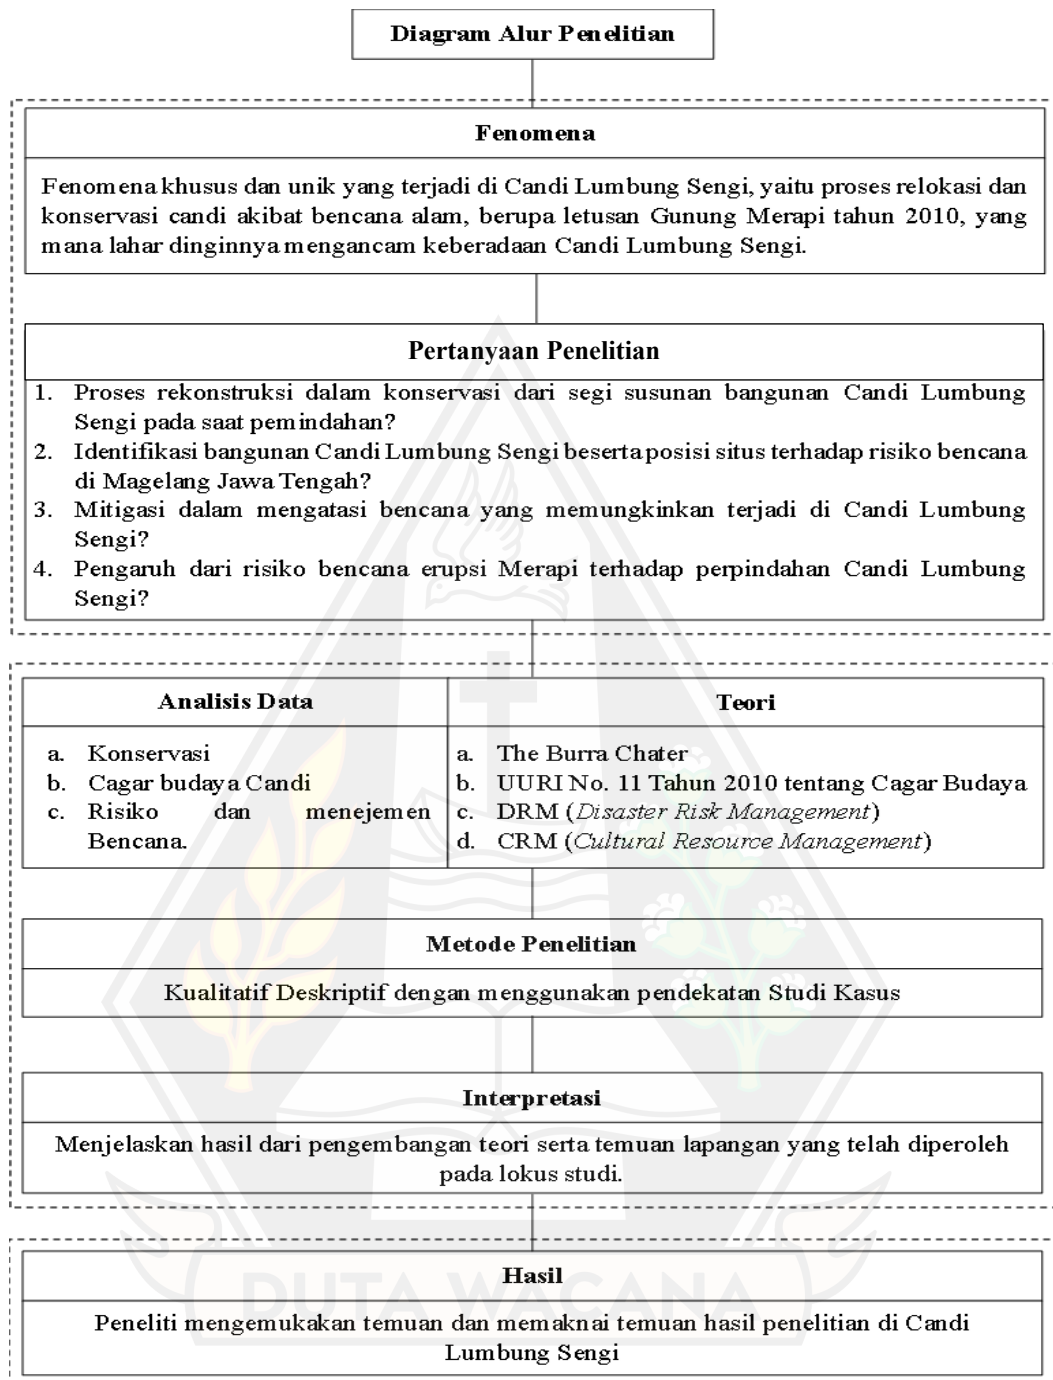 Diagram Alur Penelitian
Fenomena
Fenomena khusus dan unik yang terjadi di Candi Lumbung Sengi, yaitu proses relokasi dan
konservasi candi akibat bencana alam, berupa letusan Gunung Merapi tahun 2010, yang
mana lahar dinginnya mengancam keberadaan Candi Lumbung Sengi.
Pertanyaan Penelitian
1. Proses rekonstruksi dalam konservasi dari segi susunan bangunan Candi Lumbung
Sengi pada saat pemindahan?
2. Identifikasi bangunan Candi Lumbung Sengi beserta posisi situs terhadap risiko bencana
di Magelang Jawa Tengah?
3. Mitigasi dalam mengatasi bencana yang memungkinkan terjadi di Candi Lumbung
Sengi?
4. Pengaruh dari risiko bencana erupsi Merapi terhadap perpindahan Candi Lumbung
Sengi?
Analisis Data
a. Konservasi
b. Cagar budaya Candi
c. Risiko dan menejemen
Bencana.
Teori
a. The Burra Chater
b. UURI No. 11 Tahun 2010 tentang Cagar Budaya
c. DRM (Disaster Risk Management)
d. CRM (Cultural Resource Management)
Metode Penelitian
Kualitatif Deskriptif dengan menggunakan pendekatan Studi Kasus
Interpretasi
Menjelaskan hasil dari pengembangan teori serta temuan lapangan yang telah diperoleh
pada lokus studi.
Hasil
Peneliti mengemukakan temuan dan memaknai temuan hasil penelitian di Candi
Lumbung Sengi
DUTA WACANA